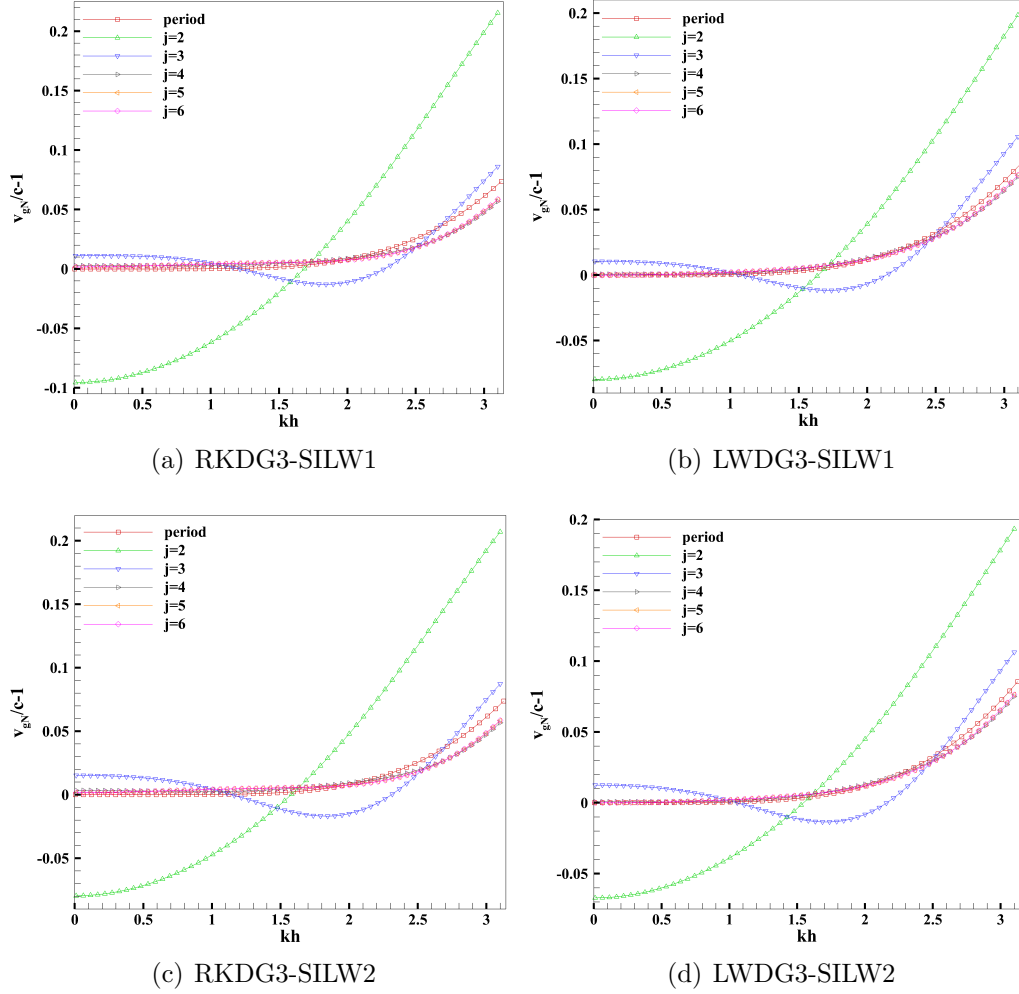 0.2
0.15
0.1
0.05
0
-0.05
-0.1
v_gN/c-1
period
j=2
j=3
j=4
j=5
j=6
0 0.5 1 1.5 2 2.5 3
kh
(a) RKDG3-SILW1
0.2
0.15
0.1
0.05
0
-0.05
v_gN/c-1
period
j=2
j=3
j=4
j=5
j=6
0 0.5 1 1.5 2 2.5 3
kh
(b) LWDG3-SILW1
0.2
0.15
0.1
0.05
0
-0.05
v_gN/c-1
period
j=2
j=3
j=4
j=5
j=6
0 0.5 1 1.5 2 2.5 3
kh
(c) RKDG3-SILW2
0.2
0.15
0.1
0.05
0
-0.05
v_gN/c-1
period
j=2
j=3
j=4
j=5
j=6
0 0.5 1 1.5 2 2.5 3
kh
(d) LWDG3-SILW2